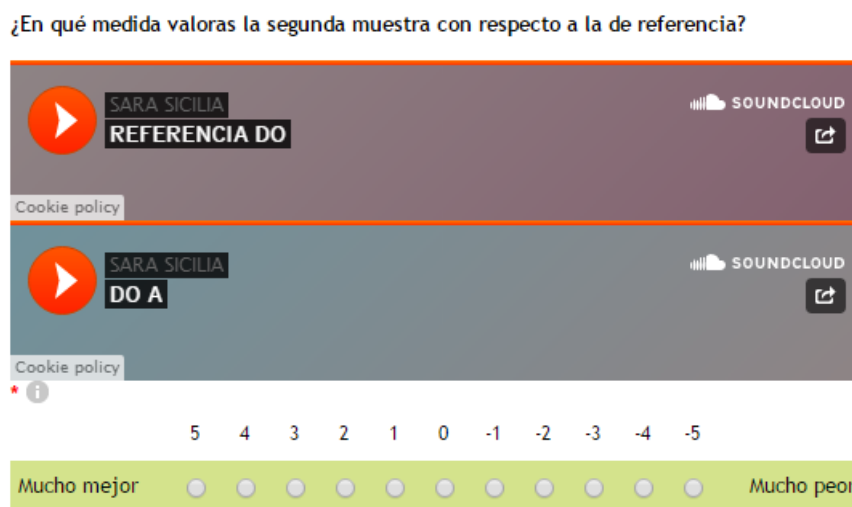 ¿En qué medida valoras la segunda muestra con respecto a la de referencia?
SARA SICILIA
SOUNDCLOUD
REFERENCIA DO
Cookie policy
SARA SICILIA
SOUNDCLOUD
DO A
Cookie policy
*
5 4 3 2 1 0 -1 -2 -3 -4 -5
Mucho mejor Mucho peor